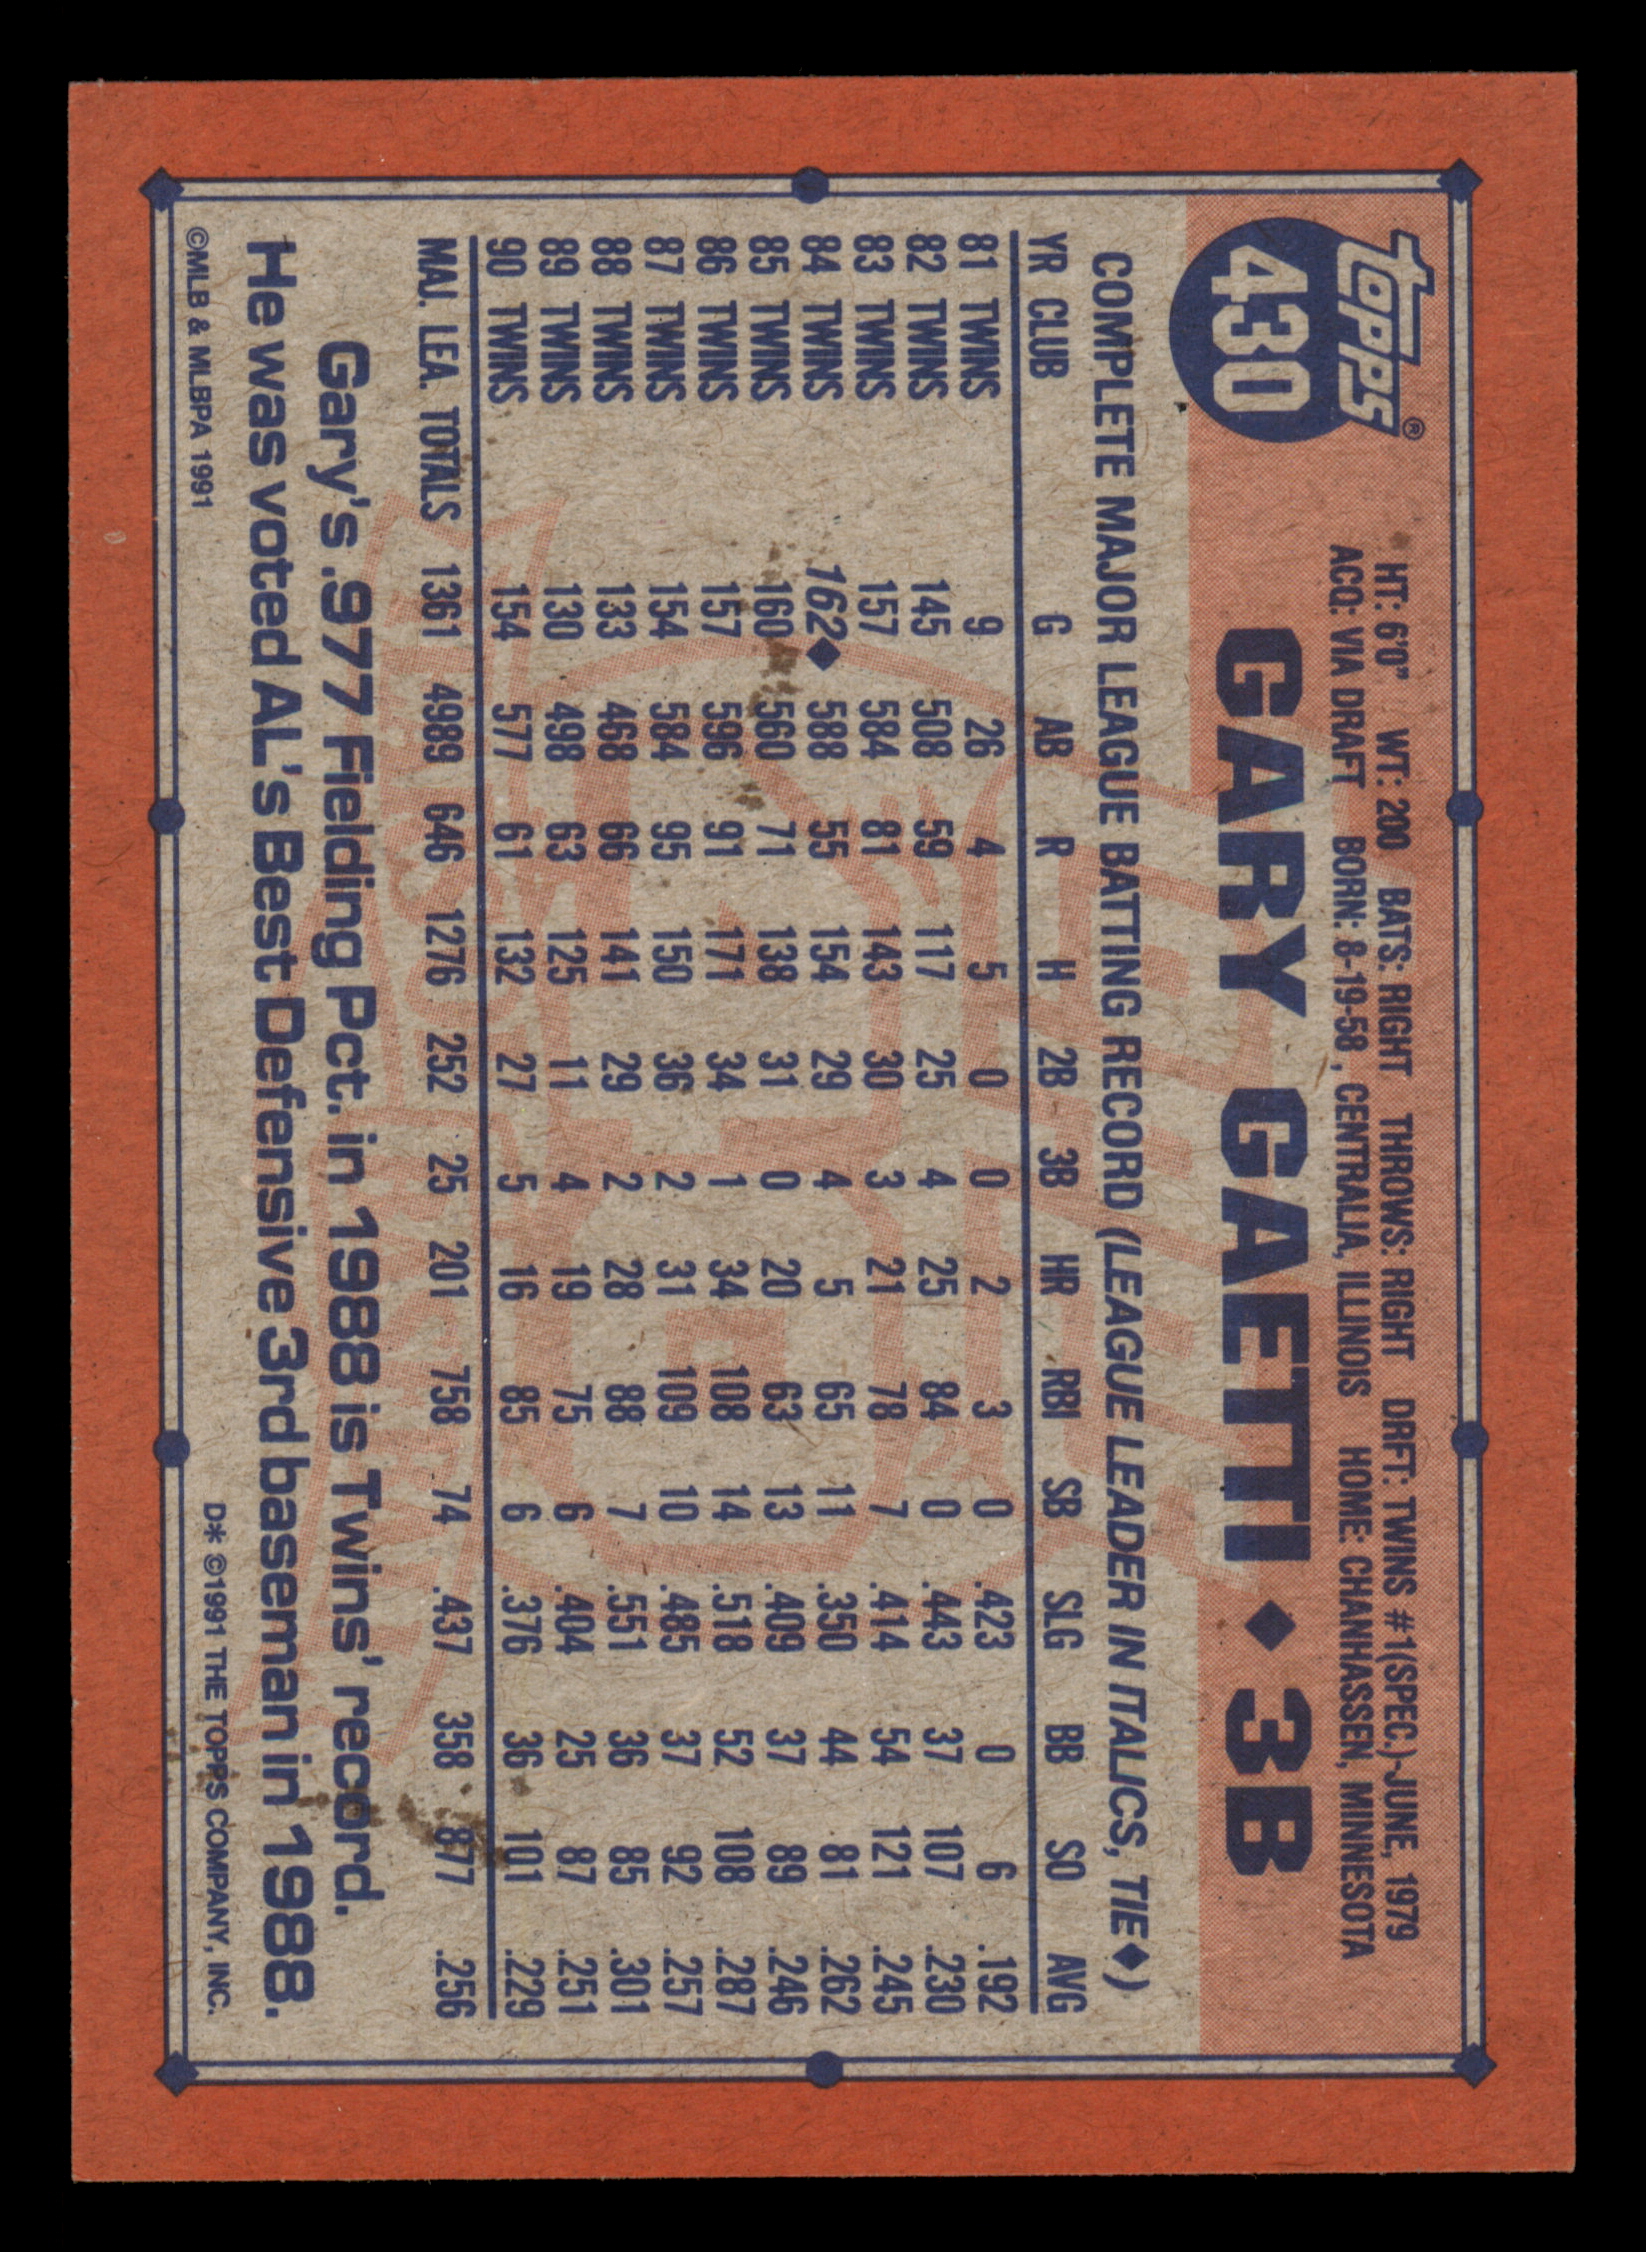 topps®
430
HT: 6'0" WT: 200 BATS: RIGHT THROWS: RIGHT DRFT: TWINS #1(SPEC.)-JUNE, 1979
ACQ: VIA DRAFT BORN: 8-19-58, CENTRALIA, ILLINOIS HOME: CHANHASSEN, MINNESOTA
GARY GAETTI ◆ 3B
COMPLETE MAJOR LEAGUE BATTING RECORD (LEAGUE LEADER IN ITALICS, TIE◆)
YR CLUB G AB R H 2B 3B HR RBI SB SLG BB SO AVG
81 TWINS 9 26 4 5 0 0 2 3 0 .423 0 6 .192
82 TWINS 145 508 59 117 25 4 25 84 0 .443 37 107 .230
83 TWINS 157 584 81 143 30 3 21 78 7 .414 54 121 .245
84 TWINS 162◆ 588 55 154 29 4 5 65 11 .350 44 81 .262
85 TWINS 160 560 71 138 31 0 20 63 13 .409 37 89 .246
86 TWINS 157 596 91 171 34 1 34 108 14 .518 52 108 .287
87 TWINS 154 584 95 150 36 2 31 109 10 .485 37 92 .257
88 TWINS 133 468 66 141 29 2 28 88 7 .551 36 85 .301
89 TWINS 130 498 63 125 11 4 19 75 6 .404 25 87 .251
90 TWINS 154 577 61 132 27 5 16 85 6 .376 36 101 .229
MAJ. LEA. TOTALS 1361 4989 646 1276 252 25 201 758 74 .437 358 877 .256
Gary's .977 Fielding Pct. in 1988 is Twins' record.
He was voted AL's Best Defensive 3rd baseman in 1988.
©MLB & MLBPA 1991 D* ©1991 THE TOPPS COMPANY, INC.